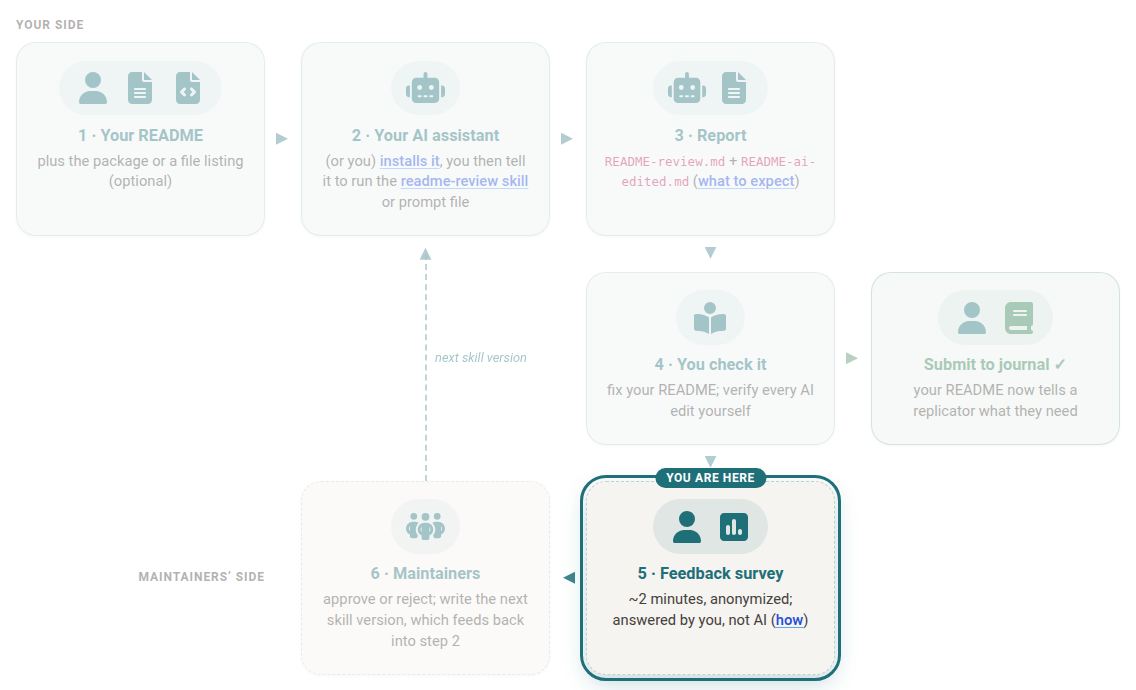 YOUR SIDE
1 · Your README
plus the package or a file listing
(optional)
2 · Your AI assistant
(or you) installs it, you then tell
it to run the readme-review skill
or prompt file
3 · Report
README-review.md + README-ai-
edited.md (what to expect)
next skill version
4 · You check it
fix your README; verify every AI
edit yourself
Submit to journal ✓
your README now tells a
replicator what they need
MAINTAINERS' SIDE
6 · Maintainers
approve or reject; write the next
skill version, which feeds back
into step 2
YOU ARE HERE
5 · Feedback survey
~2 minutes, anonymized;
answered by you, not AI (how)